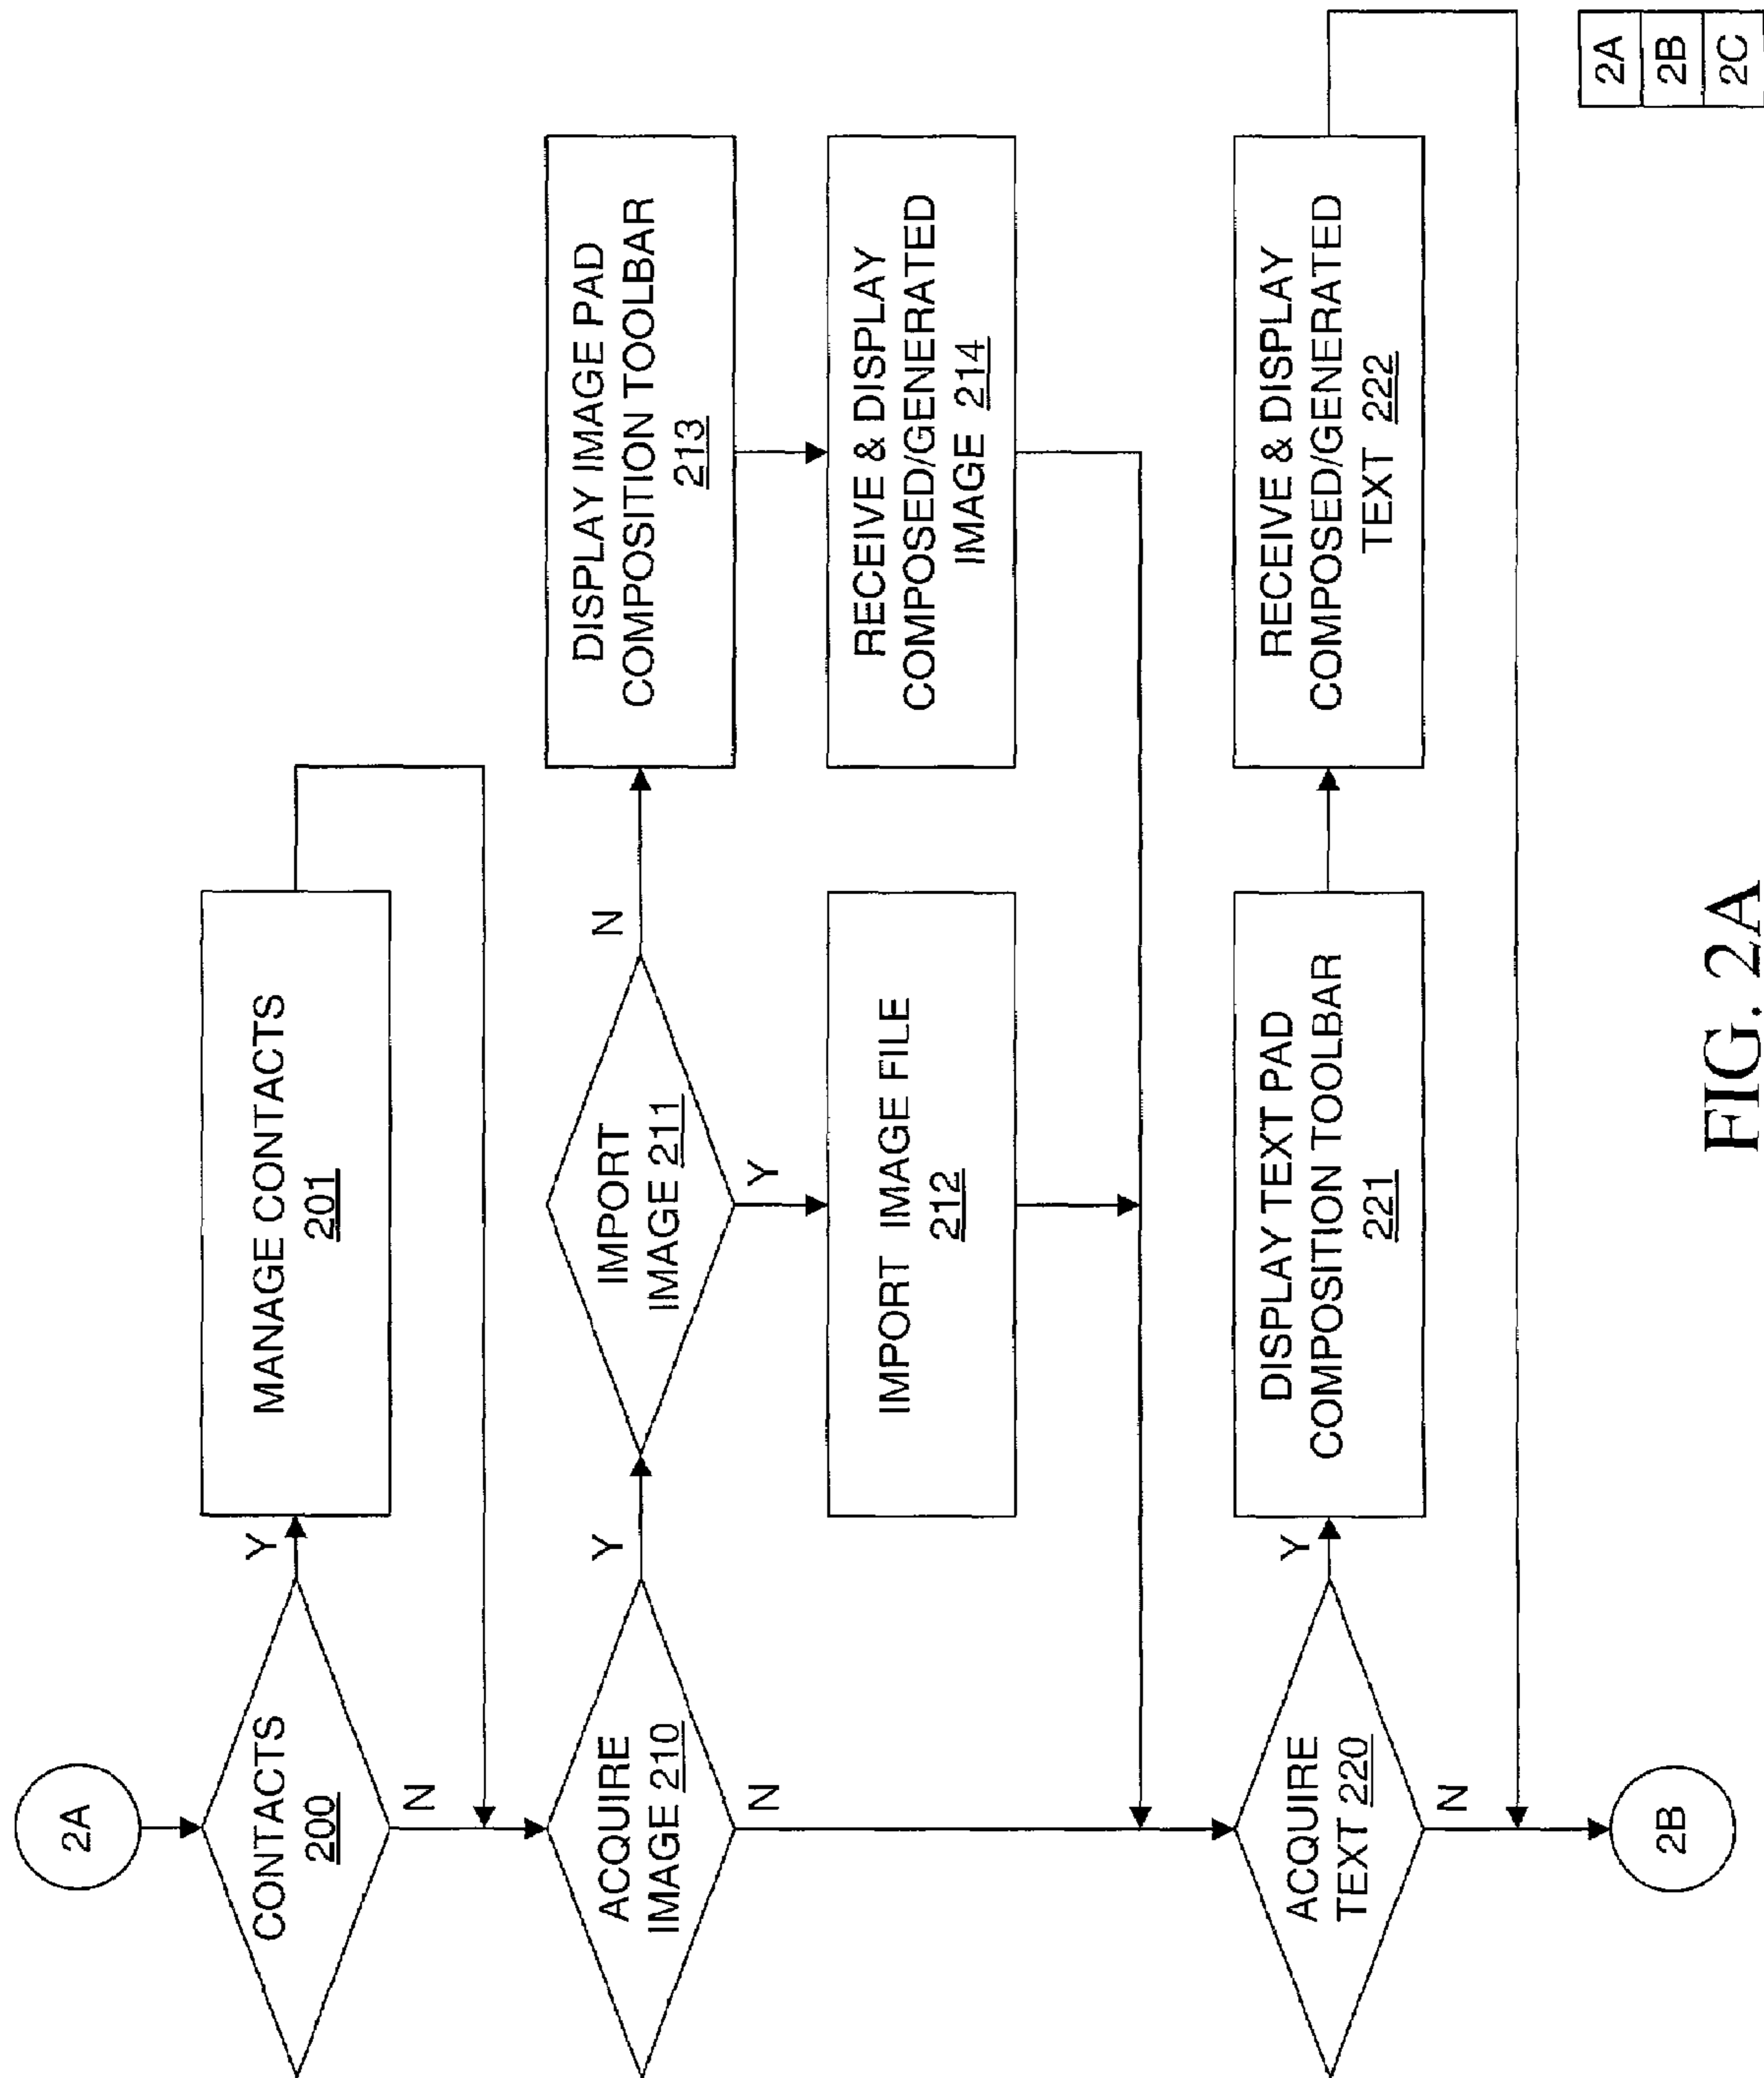 2A
CONTACTS
200
Y
N
MANAGE CONTACTS
201
ACQUIRE
IMAGE 210
Y
N
IMPORT
IMAGE 211
N
Y
DISPLAY IMAGE PAD
COMPOSITION TOOLBAR
213
IMPORT IMAGE FILE
212
RECEIVE & DISPLAY
COMPOSED/GENERATED
IMAGE 214
ACQUIRE
TEXT 220
Y
N
DISPLAY TEXT PAD
COMPOSITION TOOLBAR
221
RECEIVE & DISPLAY
COMPOSED/GENERATED
TEXT 222
2B
2A
2B
2C
FIG. 2A